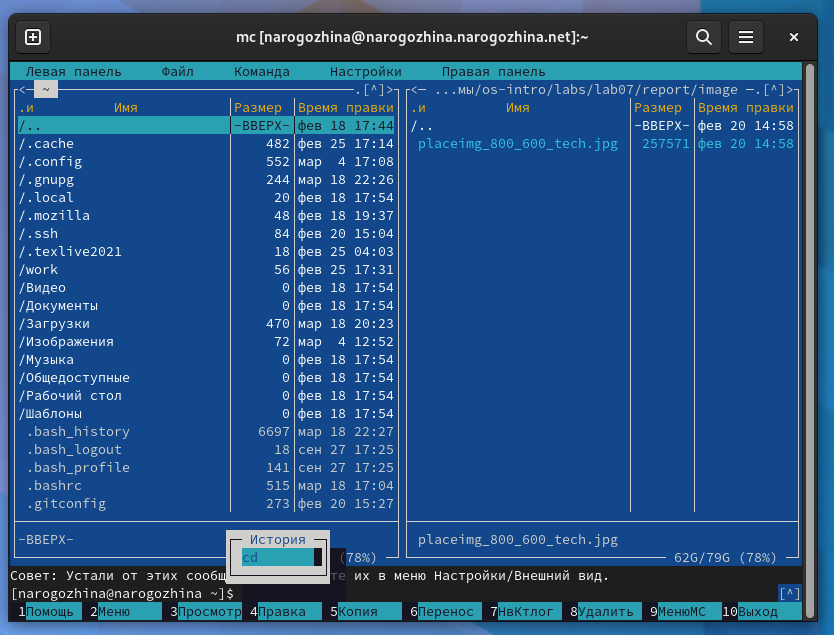 mc [narogozhina@narogozhina.narogozhina.net]:~
Левая панель Файл Команда Настройки Правая панель
<─ ~ .[^]>
<─ ...мы/os-intro/labs/lab07/report/image ─.[^]>
.и Имя Размер Время правки
/.. -ВВЕРХ- фев 18 17:44
/.cache 482 фев 25 17:14
/.config 552 мар 4 17:08
/.gnupg 244 мар 18 22:26
/.local 20 фев 18 17:54
/.mozilla 48 фев 18 19:37
/.ssh 84 фев 20 15:04
/.texlive2021 18 фев 25 04:03
/work 56 фев 25 17:31
/Видео 0 фев 18 17:54
/Документы 0 фев 18 17:54
/Загрузки 470 мар 18 20:23
/Изображения 72 мар 4 12:52
/Музыка 0 фев 18 17:54
/Общедоступные 0 фев 18 17:54
/Рабочий стол 0 фев 18 17:54
/Шаблоны 0 фев 18 17:54
.bash_history 6697 мар 18 22:27
.bash_logout 18 сен 27 17:25
.bash_profile 141 сен 27 17:25
.bashrc 515 мар 18 17:04
.gitconfig 273 фев 20 15:27
-ВВЕРХ-
(78%)
.и Имя Размер Время правки
/.. -ВВЕРХ- фев 20 14:58
placeimg_800_600_tech.jpg 257571 фев 20 14:58
placeimg_800_600_tech.jpg
62G/79G (78%)
История
cd
Совет: Устали от этих сообщ те их в меню Настройки/Внешний вид.
[narogozhina@narogozhina ~]$ [^]
1Помощь 2Меню 3Просмотр 4Правка 5Копия 6Перенос 7НвКтлог 8Удалить 9МенюMC 10Выход